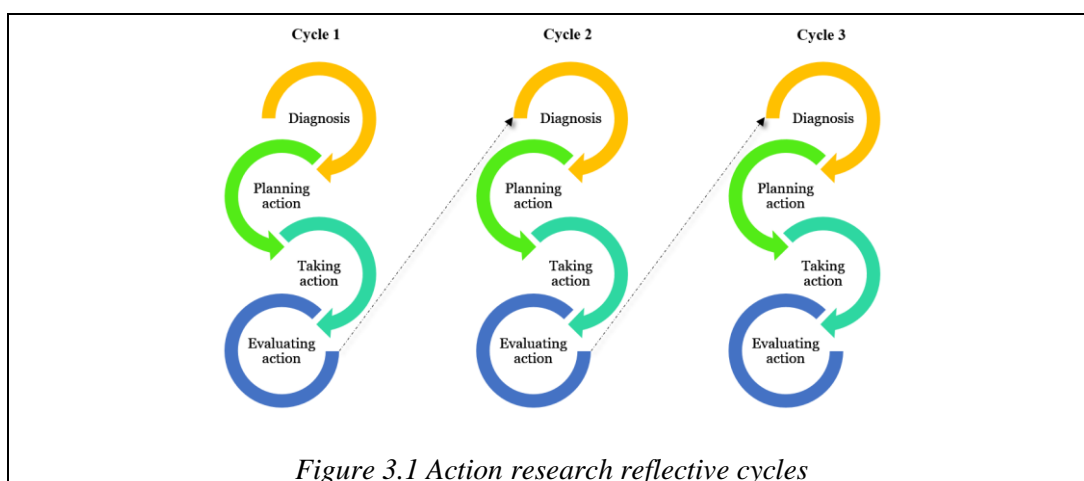 Cycle 1
Cycle 2
Cycle 3
Diagnosis
Diagnosis
Diagnosis
Planning
action
Planning
action
Planning
action
Taking
action
Taking
action
Taking
action
Evaluating
action
Evaluating
action
Evaluating
action
Figure 3.1 Action research reflective cycles